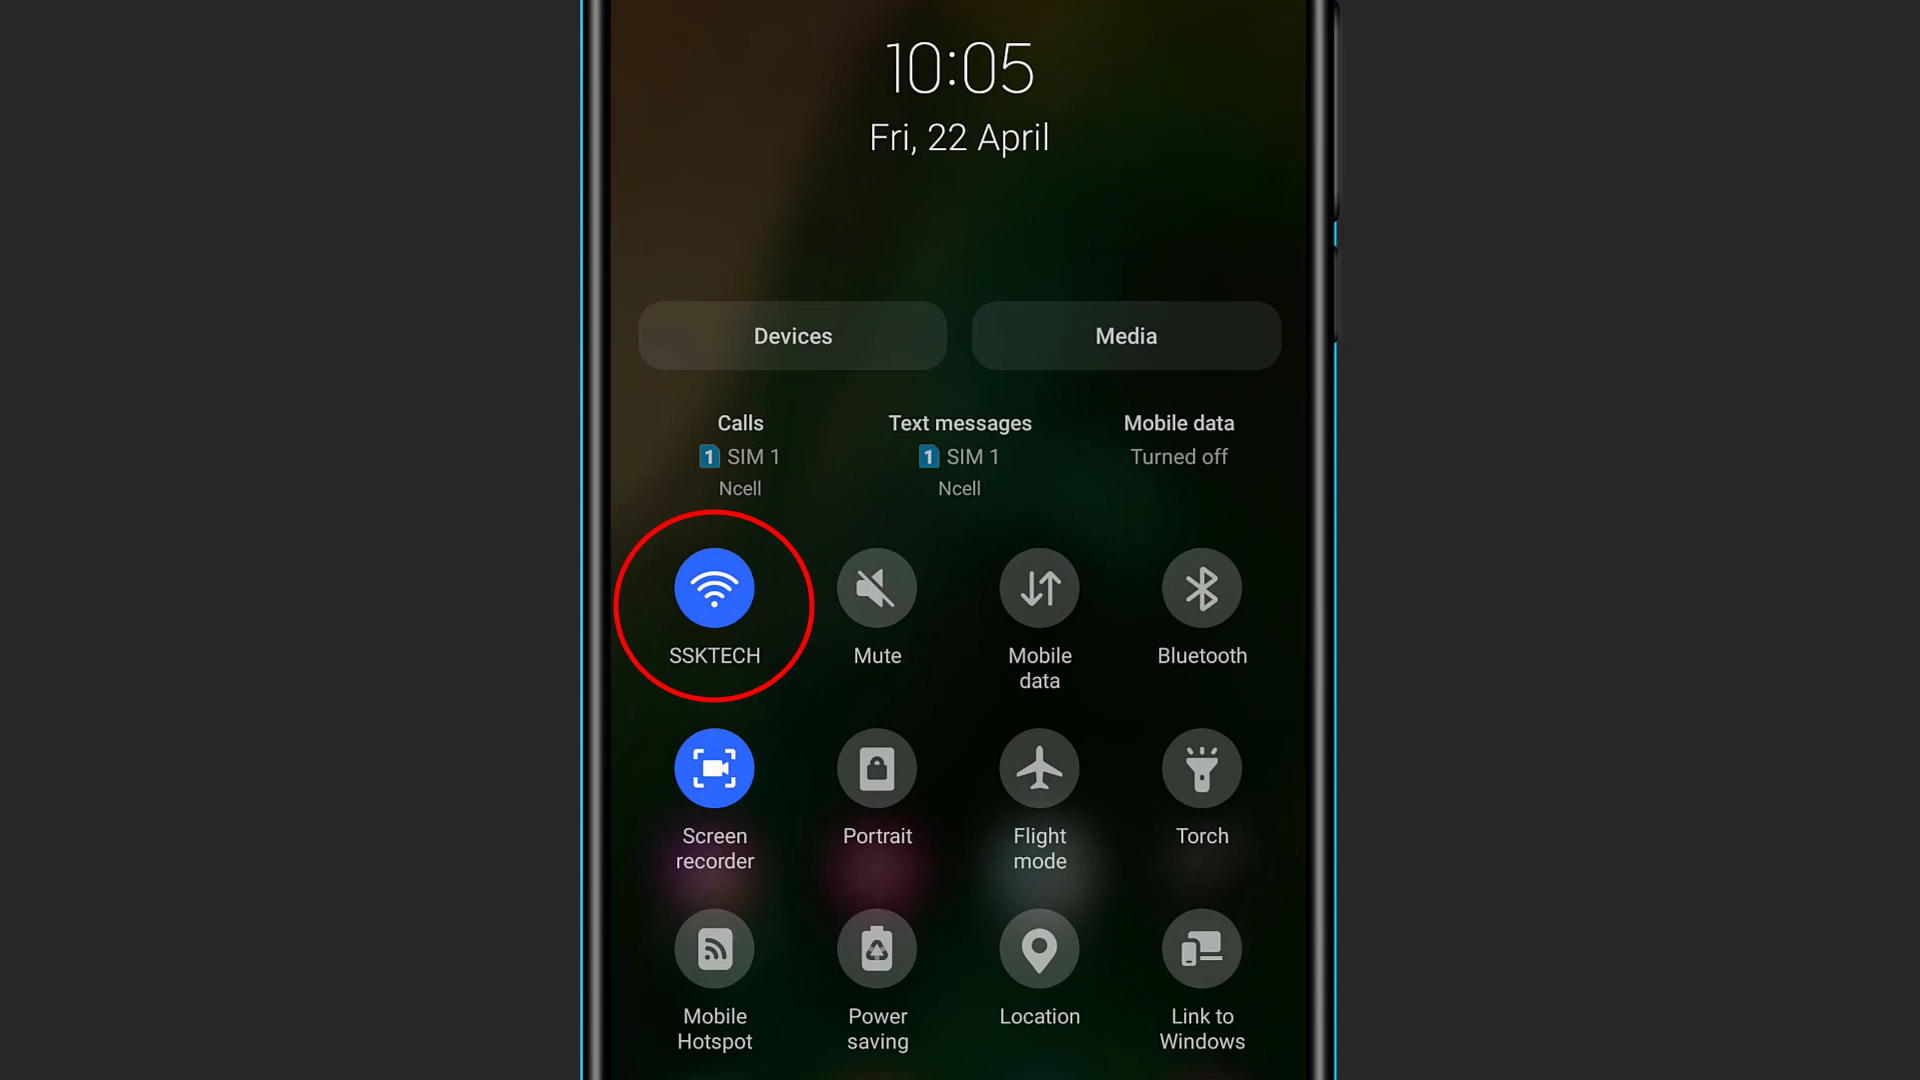 10:05
Fri, 22 April
Devices
Media
Calls
1 SIM 1
Ncell
Text messages
1 SIM 1
Ncell
Mobile data
Turned off
SSKTECH
Mute
Mobile
data
Bluetooth
Screen
recorder
Portrait
Flight
mode
Torch
Mobile
Hotspot
Power
saving
Location
Link to
Windows